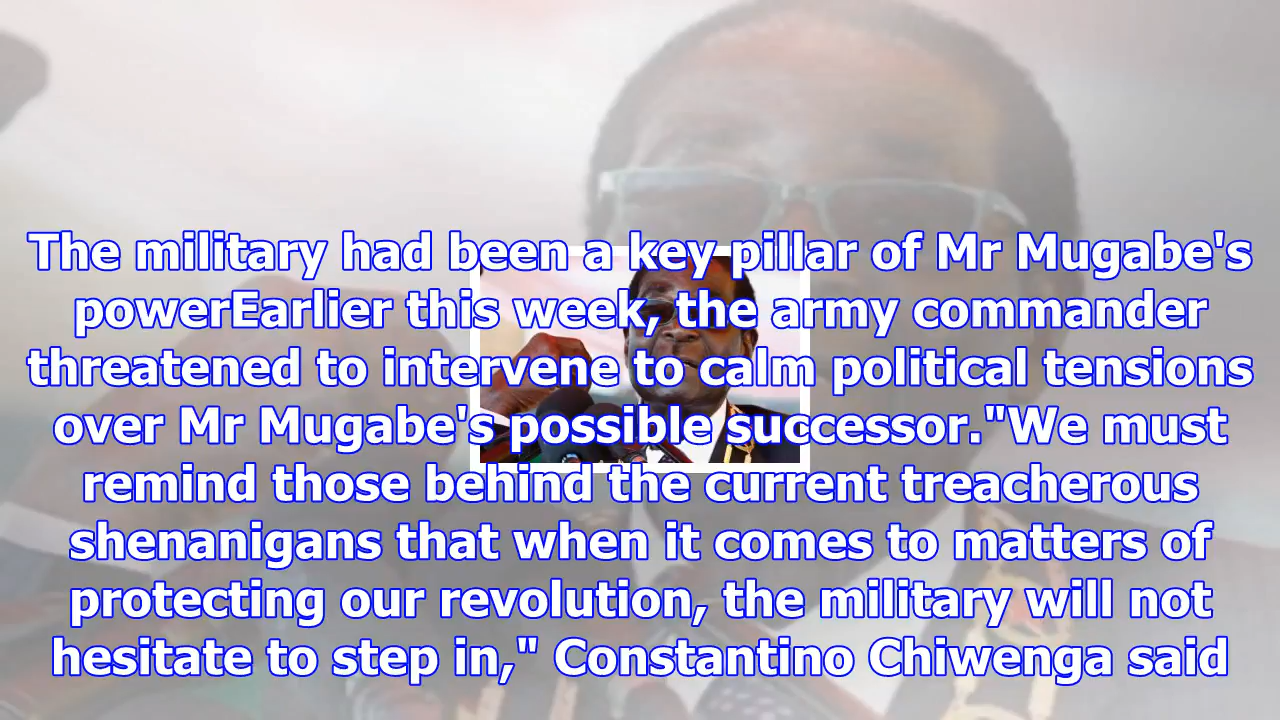 The military had been a key pillar of Mr Mugabe's
powerEarlier this week, the army commander
threatened to intervene to calm political tensions
over Mr Mugabe's possible successor."We must
remind those behind the current treacherous
shenanigans that when it comes to matters of
protecting our revolution, the military will not
hesitate to step in," Constantino Chiwenga said